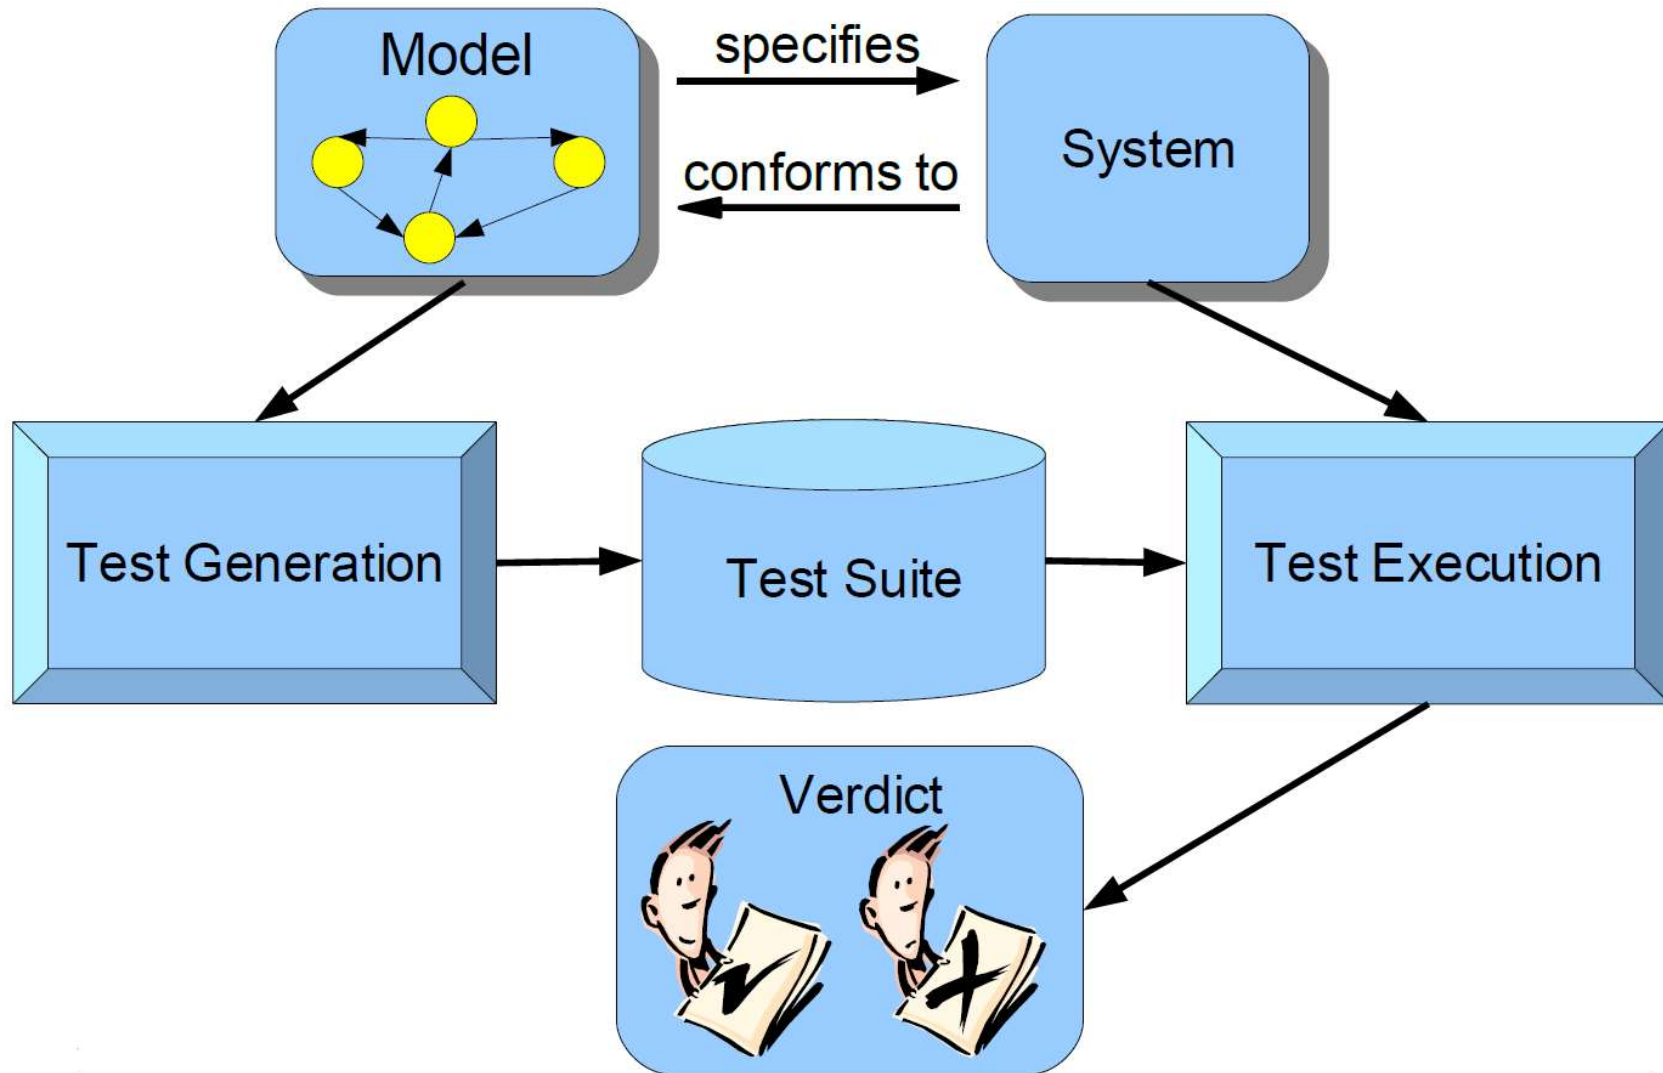 Model
specifies
System
conforms to
Test Generation
Test Suite
Test Execution
Verdict